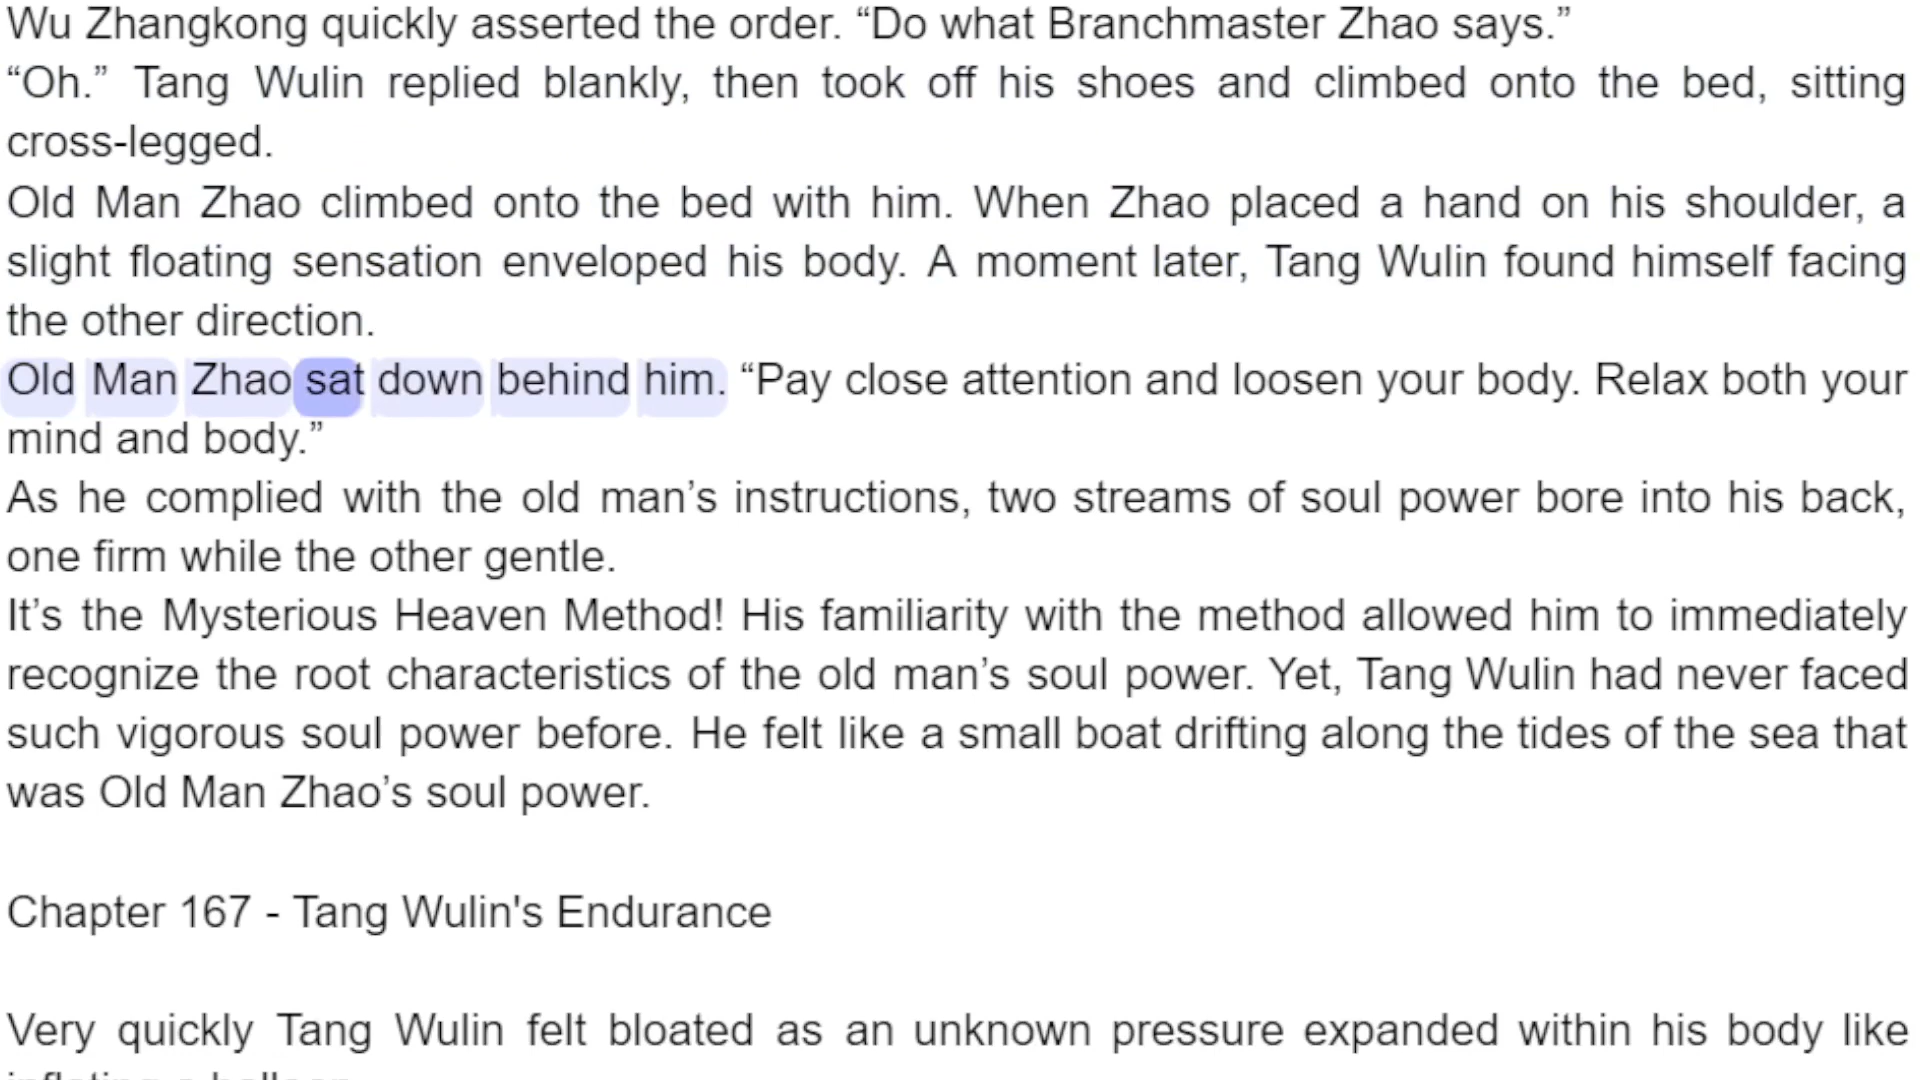 Wu Zhangkong quickly asserted the order. “Do what Branchmaster Zhao says.”
“Oh.” Tang Wulin replied blankly, then took off his shoes and climbed onto the bed, sitting
cross-legged.
Old Man Zhao climbed onto the bed with him. When Zhao placed a hand on his shoulder, a
slight floating sensation enveloped his body. A moment later, Tang Wulin found himself facing
the other direction.
Old Man Zhao sat down behind him. “Pay close attention and loosen your body. Relax both your
mind and body.”
As he complied with the old man’s instructions, two streams of soul power bore into his back,
one firm while the other gentle.
It’s the Mysterious Heaven Method! His familiarity with the method allowed him to immediately
recognize the root characteristics of the old man’s soul power. Yet, Tang Wulin had never faced
such vigorous soul power before. He felt like a small boat drifting along the tides of the sea that
was Old Man Zhao’s soul power.
Chapter 167 - Tang Wulin's Endurance
Very quickly Tang Wulin felt bloated as an unknown pressure expanded within his body like